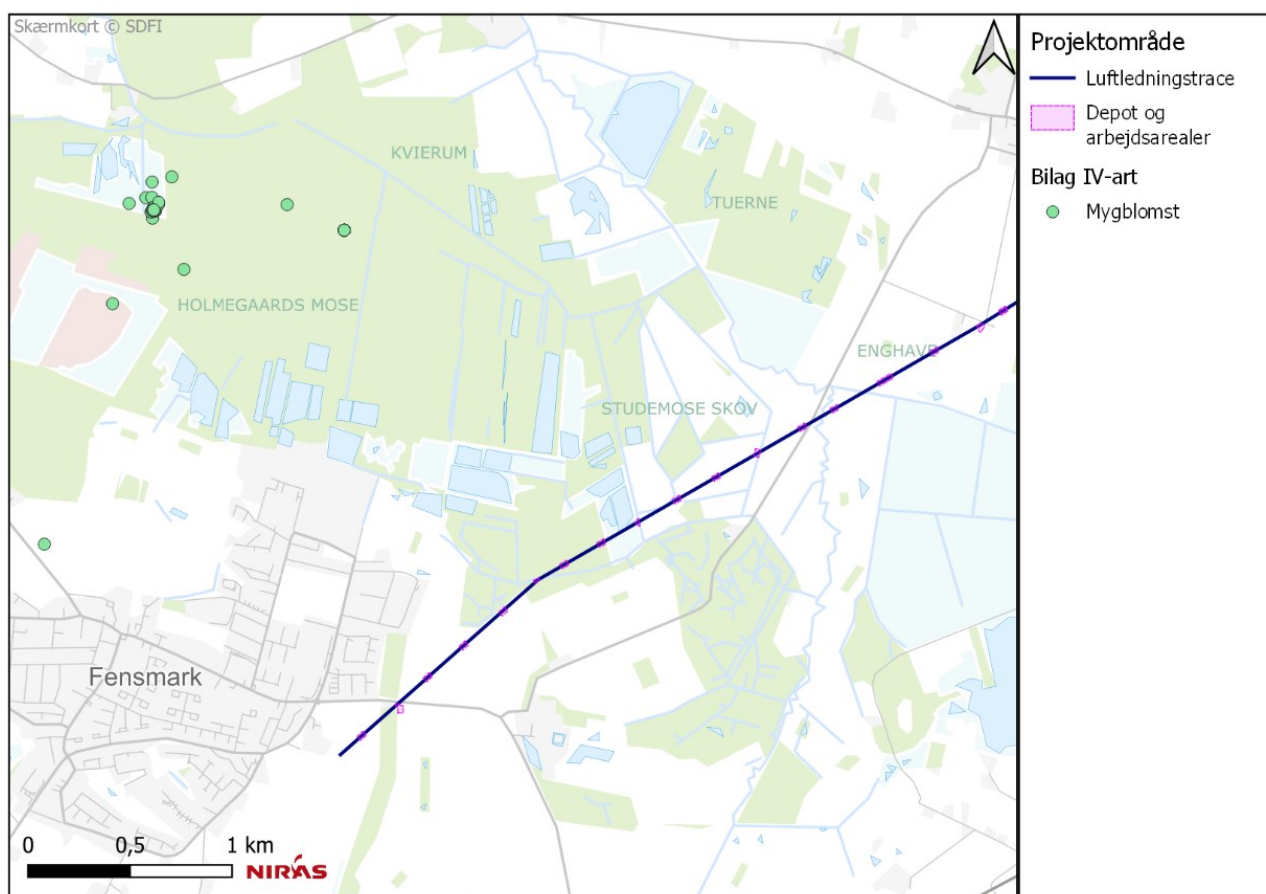 Skærmkort © SDFI
KVIERUM
TUERNE
HOLMEGAARDS MOSE
ENGHAVE
STUDEMOSE SKOV
Fensmark
0 0,5 1 km
NIRAS
Projektområde
Luftledningstrace
Depot og
arbejdsarealer
Bilag IV-art
Mygblomst